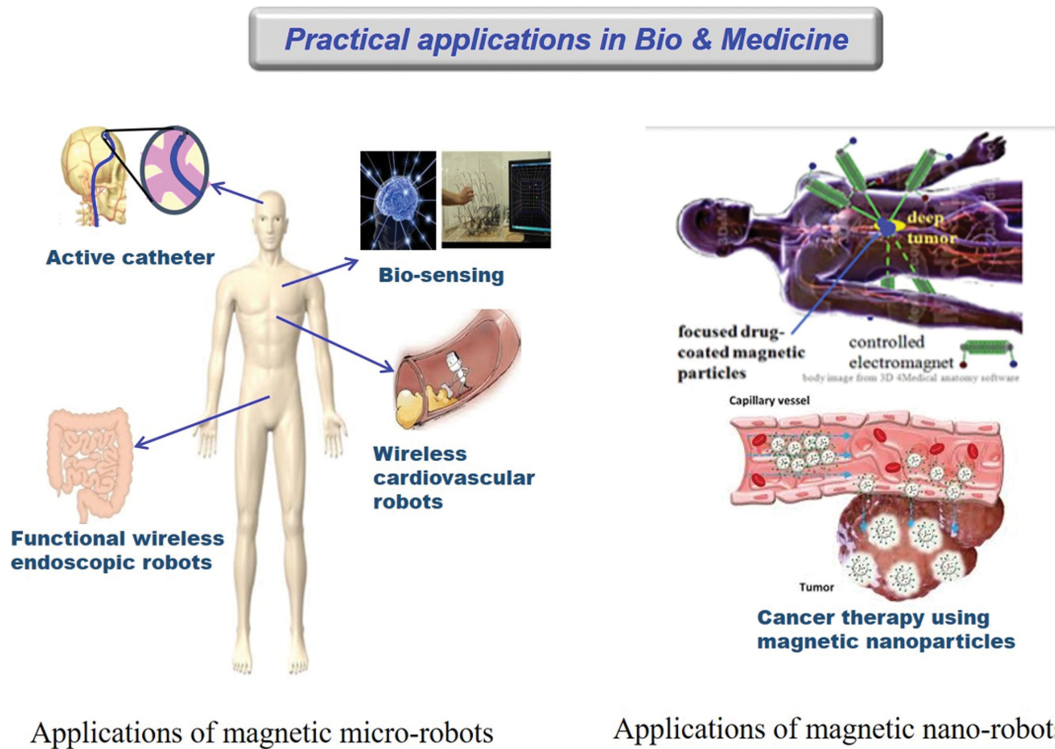 Practical applications in Bio & Medicine
Active catheter
Bio-sensing
Wireless
cardiovascular
robots
Functional wireless
endoscopic robots
Applications of magnetic micro-robots
deep
tumor
focused drug-
coated magnetic
particles
controlled
electromagnet
body image from 3D 4Medical anatomy software
Capillary vessel
Tumor
Cancer therapy using
magnetic nanoparticles
Applications of magnetic nano-robots